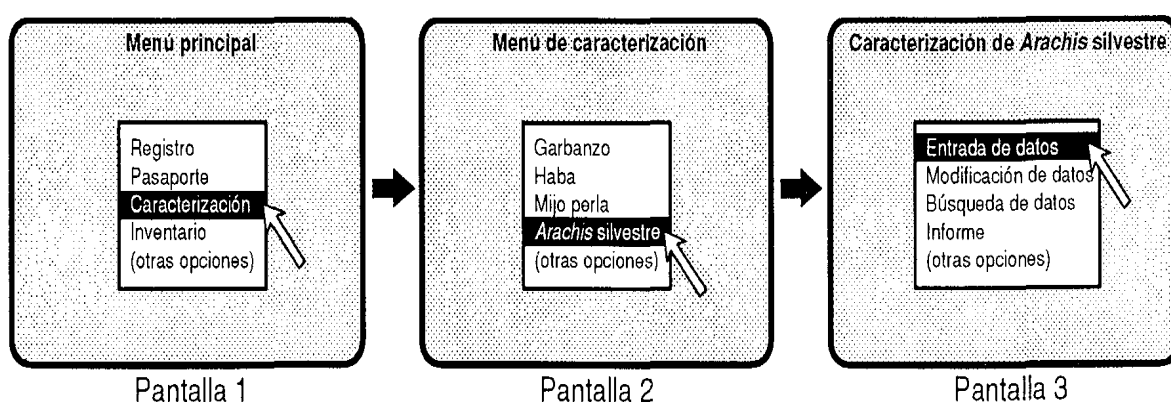 Menú principal
Registro
Pasaporte
Caracterización
Inventario
(otras opciones)
Pantalla 1
Menú de caracterización
Garbanzo
Haba
Mijo perla
Arachis silvestre
(otras opciones)
Pantalla 2
Caracterización de Arachis silvestre
Entrada de datos
Modificación de datos
Búsqueda de datos
Informe
(otras opciones)
Pantalla 3